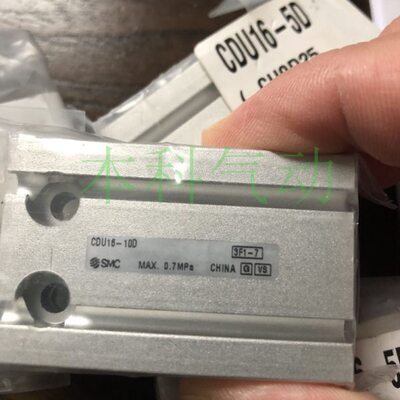 CDU16-5D
木科气动
CDU16-10D
3F1-7
SMC MAX. 0.7MPa CHINA G VS